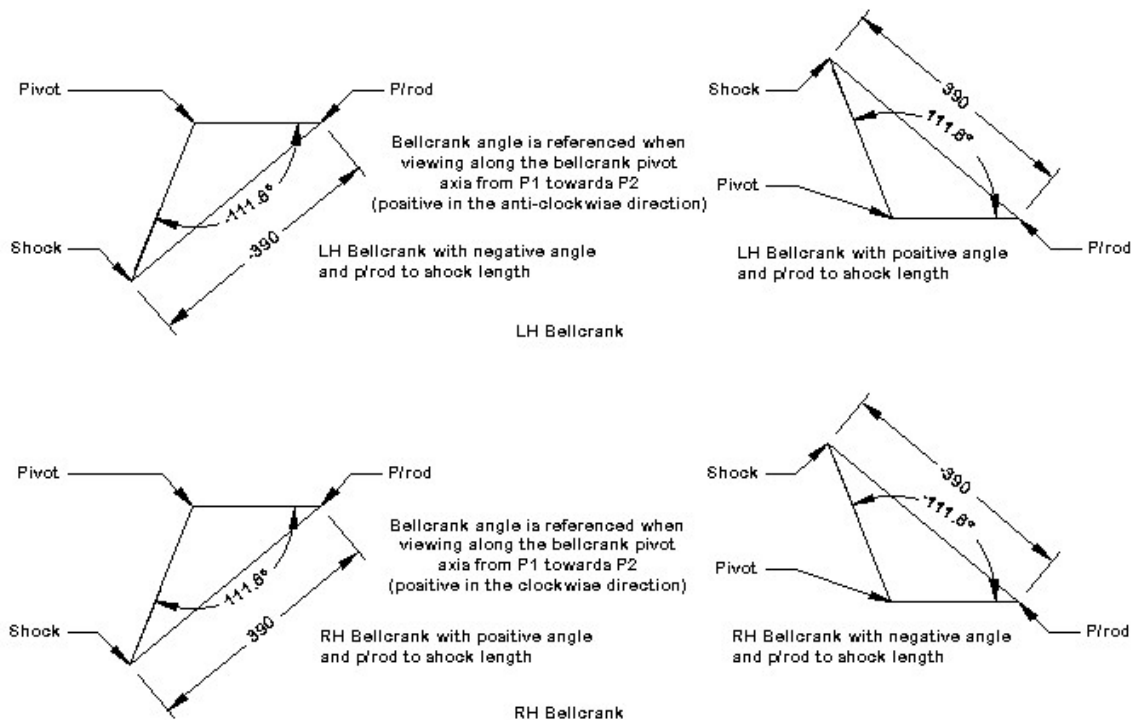 Pivot
P/rod
Shock
-111.8°
-390
Bellcrank angle is referenced when
viewing along the bellcrank pivot
axis from P1 towards P2
(positive in the anti-clockwise direction)
LH Bellcrank with negative angle
and p/rod to shock length
Shock
390
111.8°
Pivot
P/rod
LH Bellcrank with positive angle
and p/rod to shock length
LH Bellcrank
Pivot
P/rod
Shock
111.8°
390
Bellcrank angle is referenced when
viewing along the bellcrank pivot
axis from P1 towards P2
(positive in the clockwise direction)
RH Bellcrank with positive angle
and p/rod to shock length
Shock
-390
-111.8°
Pivot
P/rod
RH Bellcrank with negative angle
and p/rod to shock length
RH Bellcrank